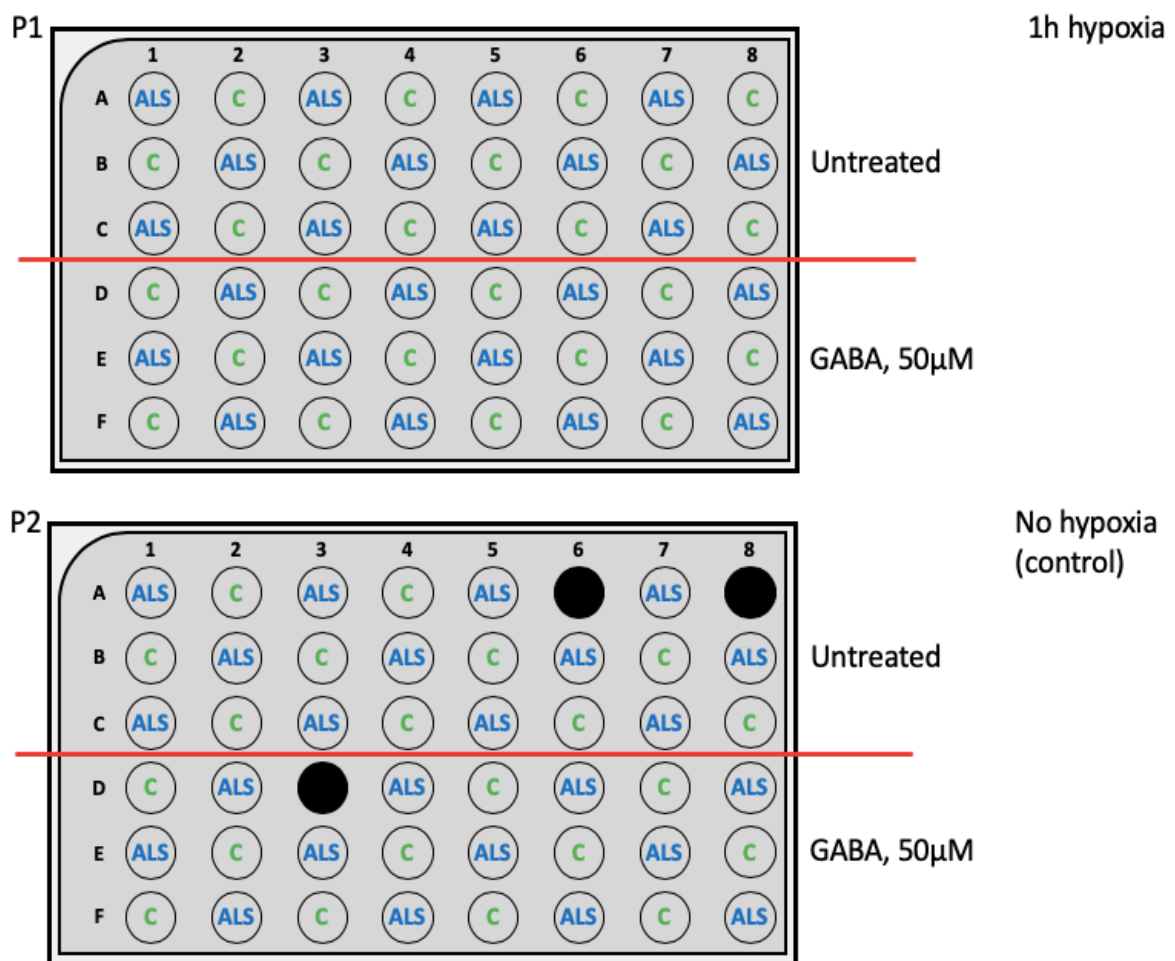 P1
1h hypoxia
1 2 3 4 5 6 7 8
A ALS C ALS C ALS C ALS C
B C ALS C ALS C ALS C ALS
Untreated
C ALS C ALS C ALS C ALS C
D C ALS C ALS C ALS C ALS
E ALS C ALS C ALS C ALS C
GABA, 50μM
F C ALS C ALS C ALS C ALS
P2
No hypoxia
(control)
1 2 3 4 5 6 7 8
A ALS C ALS C ALS ALS
B C ALS C ALS C ALS C ALS
Untreated
C ALS C ALS C ALS C ALS C
D C ALS ALS C ALS C ALS
E ALS C ALS C ALS C ALS C
GABA, 50μM
F C ALS C ALS C ALS C ALS